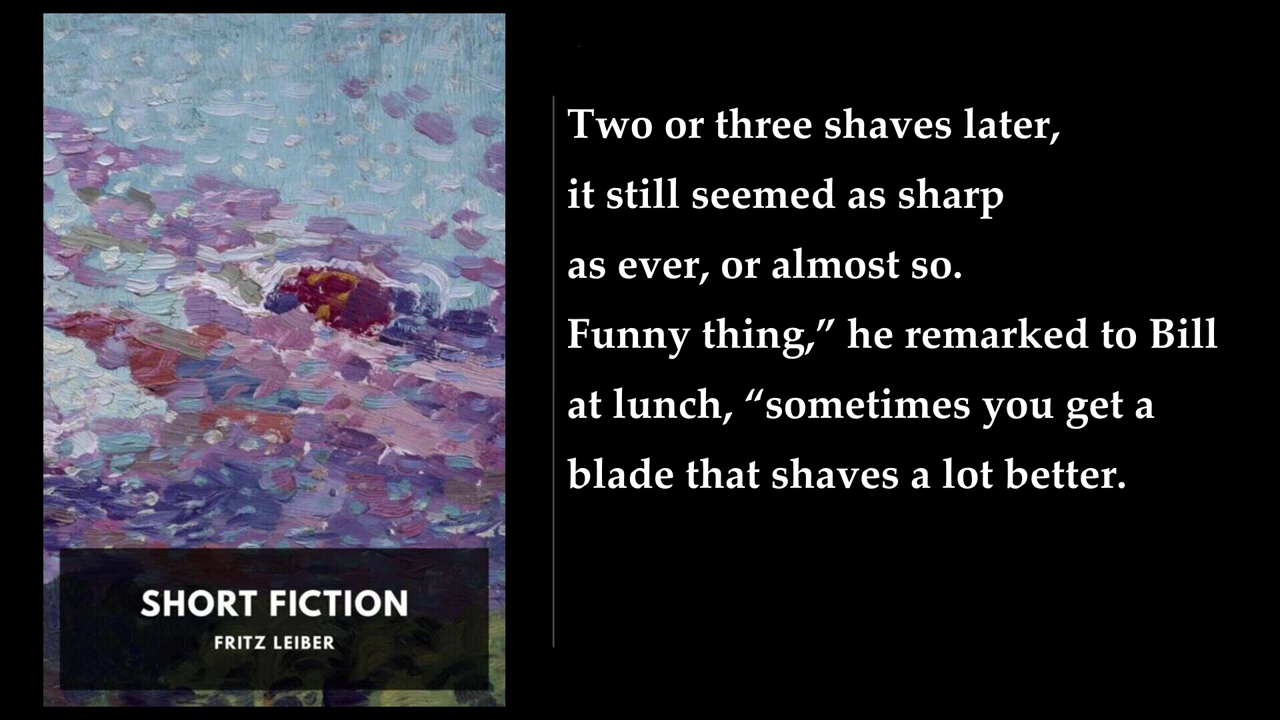 SHORT FICTION
FRITZ LEIBER
Two or three shaves later,
it still seemed as sharp
as ever, or almost so.
Funny thing,” he remarked to Bill
at lunch, “sometimes you get a
blade that shaves a lot better.